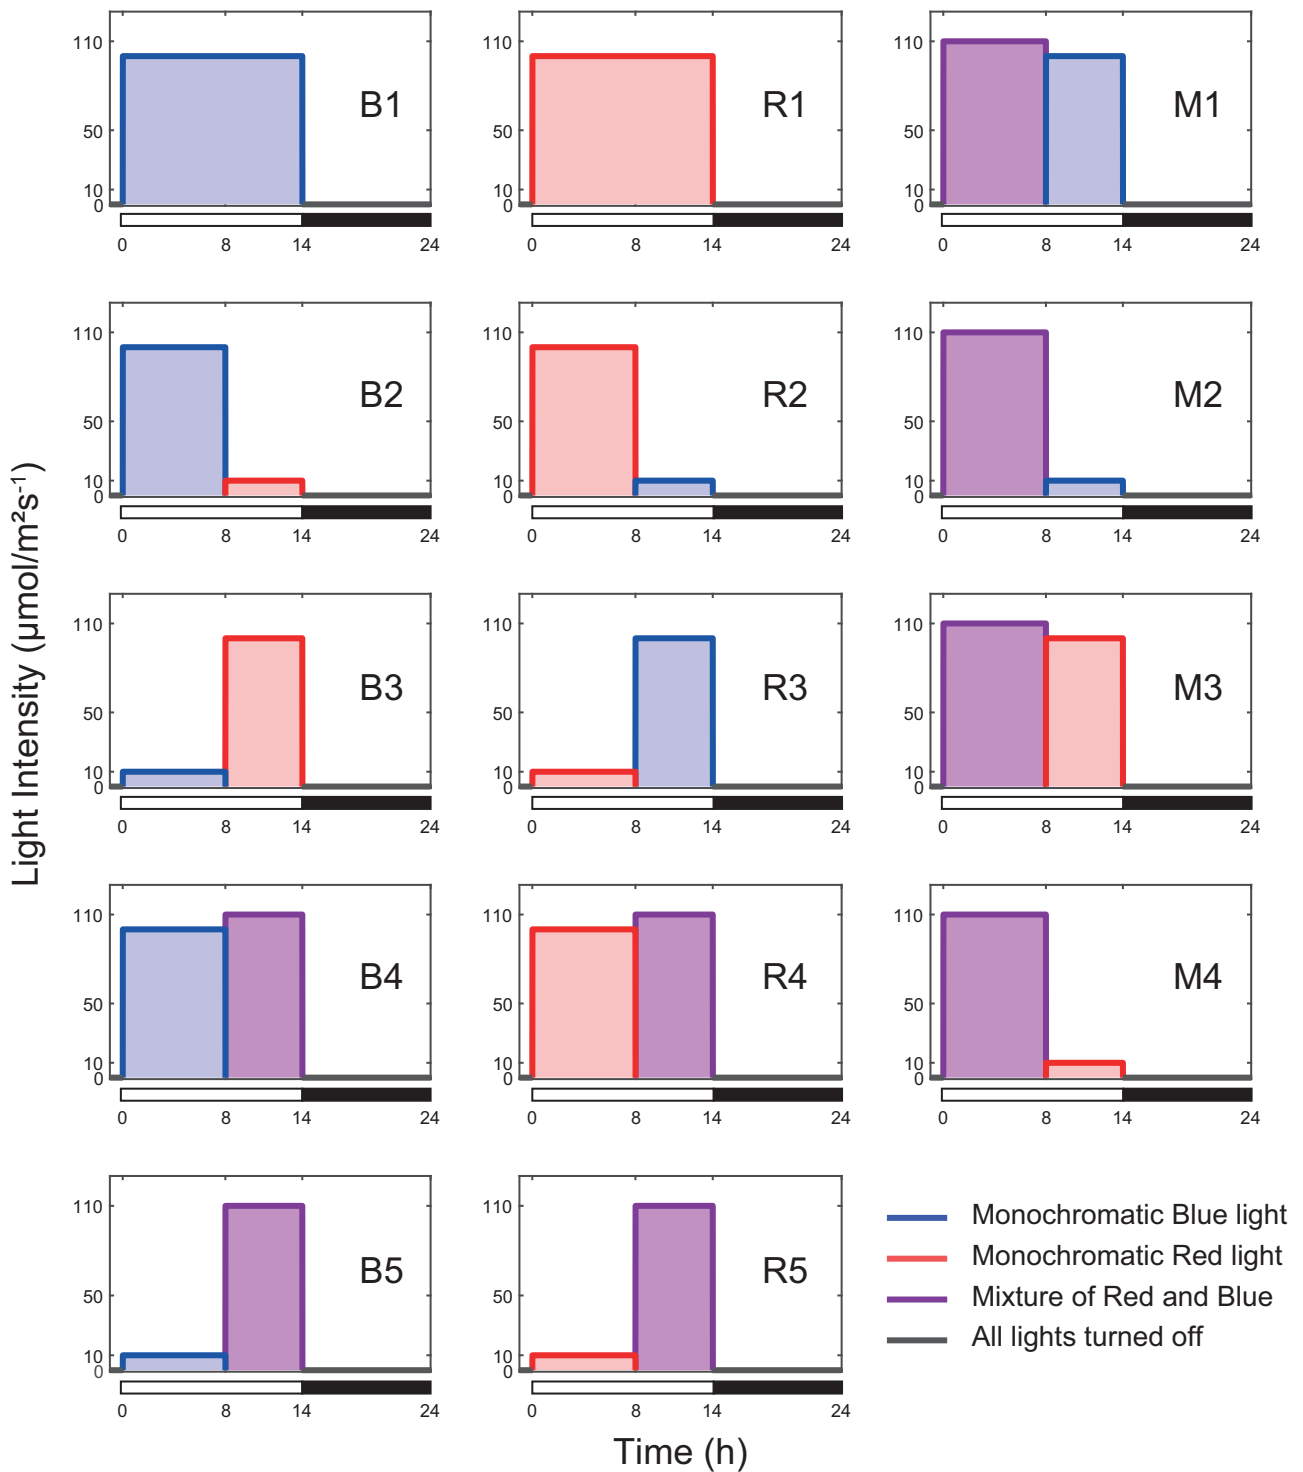 Light Intensity (µmol/m²s⁻¹)
110
50
10
0
B1
0 8 14 24
R1
0 8 14 24
110
50
10
0
M1
0 8 14 24
110
50
10
0
B2
0 8 14 24
110
50
10
0
R2
0 8 14 24
110
50
10
0
M2
0 8 14 24
110
50
10
0
B3
0 8 14 24
110
50
10
0
R3
0 8 14 24
110
50
10
0
M3
0 8 14 24
110
50
10
0
B4
0 8 14 24
110
50
10
0
R4
0 8 14 24
110
50
10
0
M4
0 8 14 24
110
50
10
0
B5
0 8 14 24
110
50
10
0
R5
0 8 14 24
Monochromatic Blue light
Monochromatic Red light
Mixture of Red and Blue
All lights turned off
Time (h)